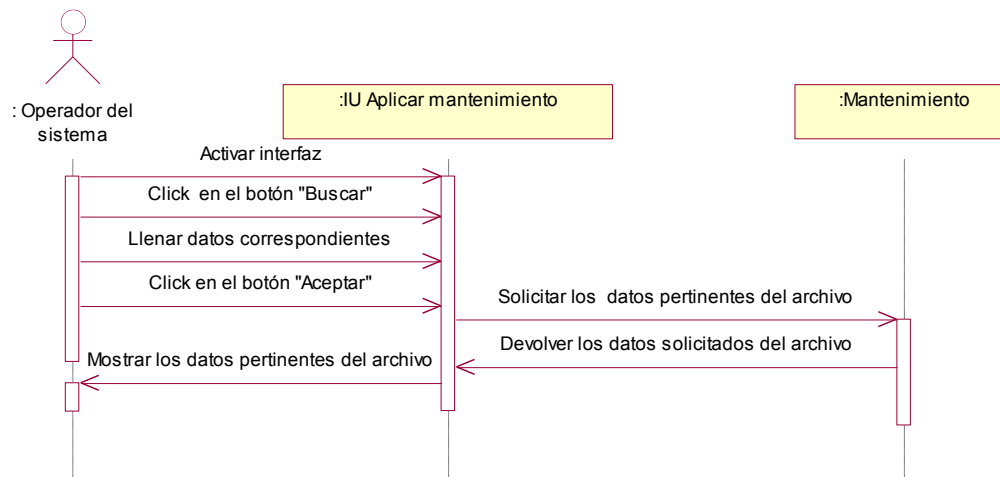 :IU Aplicar mantenimiento
:Mantenimiento
: Operador del
sistema
Activar interfaz
Click en el botón "Buscar"
Llenar datos correspondientes
Click en el botón "Aceptar"
Solicitar los datos pertinentes del archivo
Devolver los datos solicitados del archivo
Mostrar los datos pertinentes del archivo